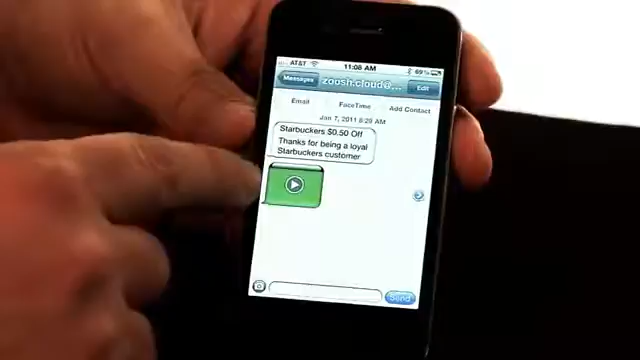 AT&T 11:08 AM 69%
Messages zoosh.cloud@... Edit
Email FaceTime Add Contact
Jan 7, 2011 8:29 AM
Starbuckers $0.50 Off
Thanks for being a loyal
Starbuckers customer
Send